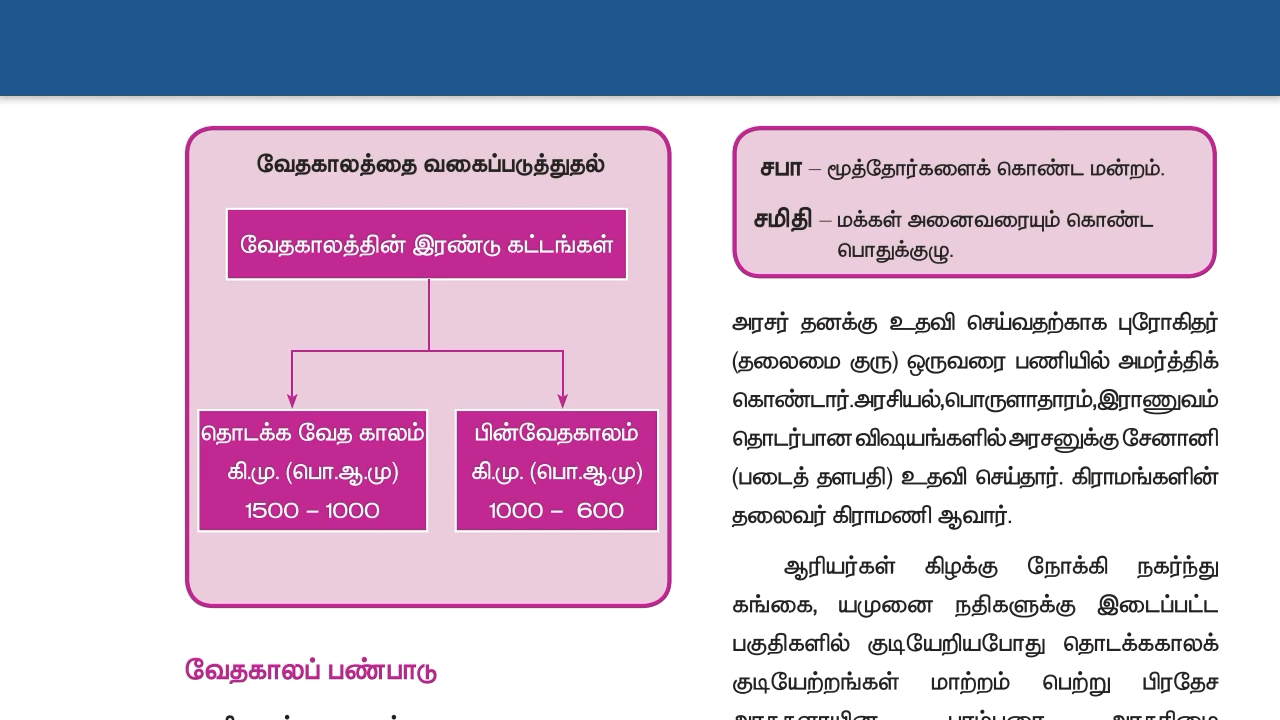 வேதகாலத்தை வகைப்படுத்துதல்
வேதகாலத்தின் இரண்டு கட்டங்கள்
தொடக்க வேத காலம்
கி.மு. (பொ.ஆ.மு)
1500 – 1000
பின்வேதகாலம்
கி.மு. (பொ.ஆ.மு)
1000 – 600
வேதகாலப் பண்பாடு
சபா – மூத்தோர்களைக் கொண்ட மன்றம்.
சமிதி – மக்கள் அனைவரையும் கொண்ட
பொதுக்குழு.
அரசர் தனக்கு உதவி செய்வதற்காக புரோகிதர்
(தலைமை குரு) ஒருவரை பணியில் அமர்த்திக்
கொண்டார்.அரசியல்,பொருளாதாரம்,இராணுவம்
தொடர்பான விஷயங்களில் அரசனுக்கு சேனானி
(படைத் தளபதி) உதவி செய்தார். கிராமங்களின்
தலைவர் கிராமணி ஆவார்.
ஆரியர்கள் கிழக்கு நோக்கி நகர்ந்து
கங்கை, யமுனை நதிகளுக்கு இடைப்பட்ட
பகுதிகளில் குடியேறியபோது தொடக்ககாலக்
குடியேற்றங்கள் மாற்றம் பெற்று பிரதேச